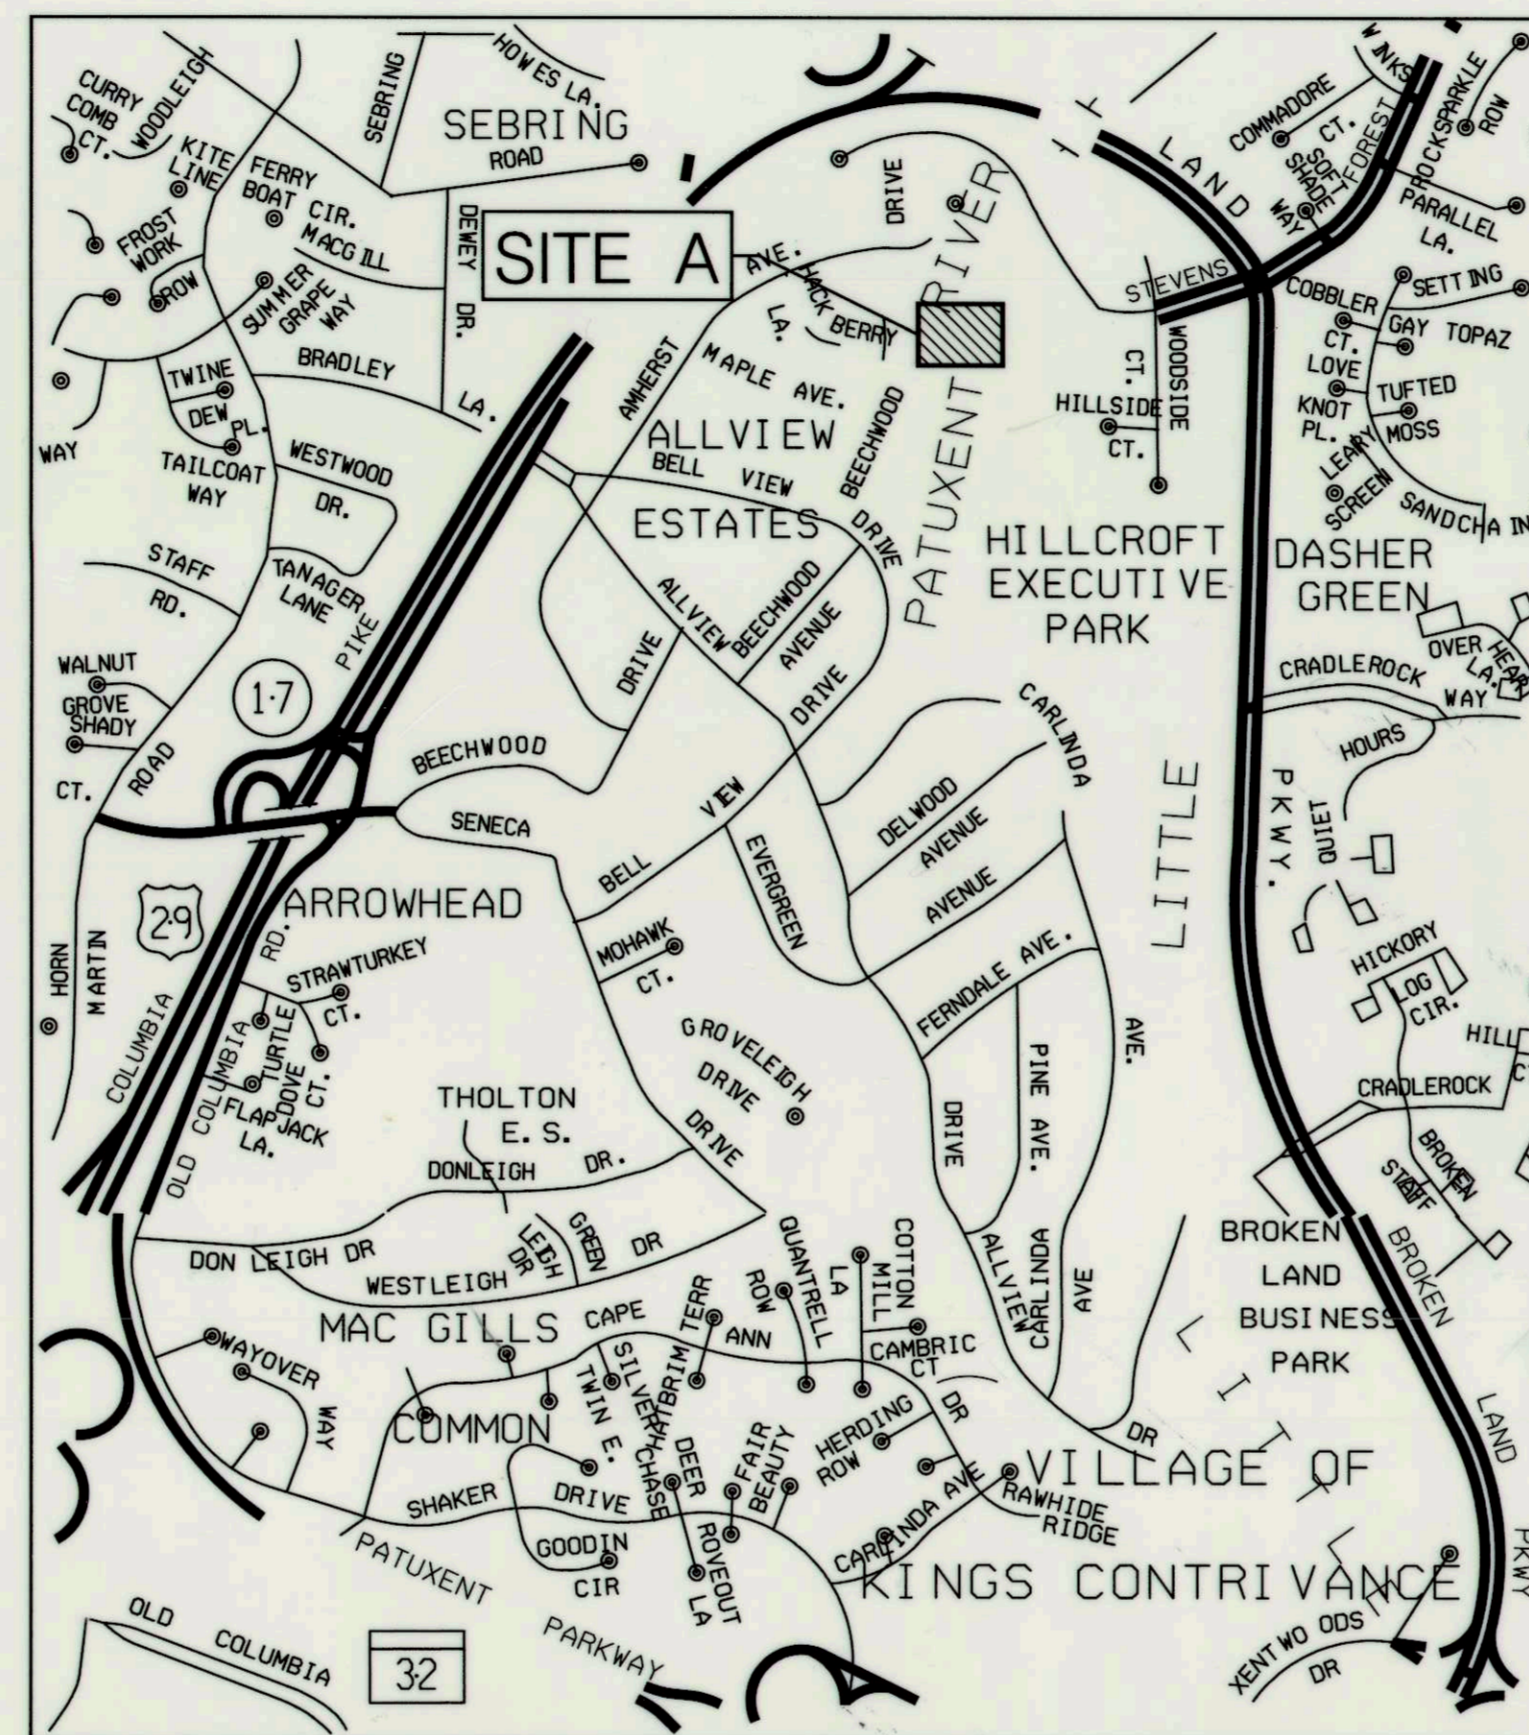 CURRY
COMB
CT.
WOODLEIGH
SEBRING
HOWES LA.
SEBRING
ROAD
KITE
LINE
FERRY
BOAT CIR.
MACGILL
FROST
WORK
ROW
SUMMER
GRAPE
WAY
DEWEY DR.
SITE A
AVE.
HACK BERRY
LA.
DRIVE
PATUXENT RIVER
LAND
STEVENS
COMMADORE
CT.
WINKS
FOREST
SOFT
SHADE
WAY
ROCKSPARKLE
ROW
PARALLEL
LA.
COBBLER
CT.
SETTING
GAY TOPAZ
LOVE
KNOT
PL.
TUFTED
MOSS
LEARY
SCREEN
SANDCHAIN
WOODSIDE
CT.
HILLSIDE
CT.
BRADLEY
LA.
TWINE
DEW
PL.
TAILCOAT
WAY
WAY
WESTWOOD
DR.
AMHERST
MAPLE AVE.
ALLVIEW
ESTATES
BELL VIEW
DRIVE
BEECHWOOD
HILLCROFT
EXECUTIVE
PARK
DASHER
GREEN
STAFF
RD.
TANAGER
LANE
PIKE
1·7
WALNUT
GROVE
SHADY
CT.
ROAD
ALLVIEW
BEECHWOOD
AVENUE
DRIVE
DRIVE
BEECHWOOD
SENECA
BELL
VIEW
CARLINDA
DELWOOD
AVENUE
AVENUE
EVERGREEN
LITTLE
PKWY.
CRADLEROCK
WAY
OVER
LA.
HOURS
QUIET
2·9
ARROWHEAD
RD.
STRAWTURKEY
CT.
HORN
MARTIN
COLUMBIA
OLD COLUMBIA
TURTLE
DOVE
CT.
FLAPJACK
LA.
MOHAWK
CT.
GROVELEIGH
DRIVE
FERNDALE AVE.
PINE AVE.
AVE.
DRIVE
HICKORY
LOG
CIR.
HILL
CRADLEROCK
BROKEN
STAFF
THOLTON
E. S.
DONLEIGH DR.
DRIVE
DON LEIGH DR
WESTLEIGH
LEIGH
DR
GREEN
DR
MAC GILLS
COMMON
CAPE
ANN
TERR
ROW
QUANTRELL
LA
COTTON
MILL
CAMBRIC
CT
DR
ALLVIEW
CARLINDA
AVE
DR
BROKEN
LAND
BUSINESS
PARK
BROKEN
LAND
PKWY
WAYOVER
WAY
TWIN E.
SILVER
CHASE
DEER
FAIR
BEAUTY
HERDING
ROW
SHAKER
DRIVE
GOODIN
CIR
ROVEOUT
LA
CARLINDA AVE
RAWHIDE
RIDGE
VILLAGE OF
KINGS CONTRIVANCE
PATUXENT
PARKWAY
OLD
COLUMBIA
3·2
DR